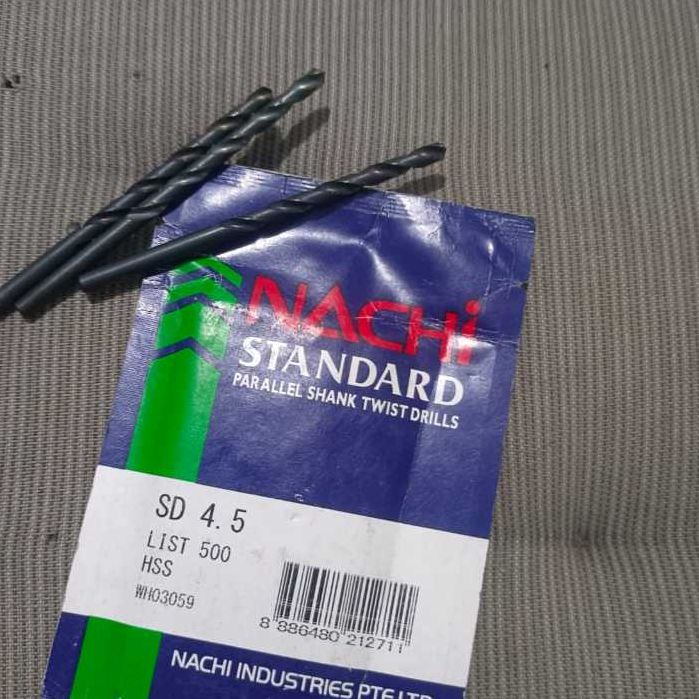 NACHi
STANDARD
PARALLEL SHANK TWIST DRILLS
SD 4.5
LIST 500
HSS
WH03059
8 886480 212711
NACHI INDUSTRIES PTE LTD